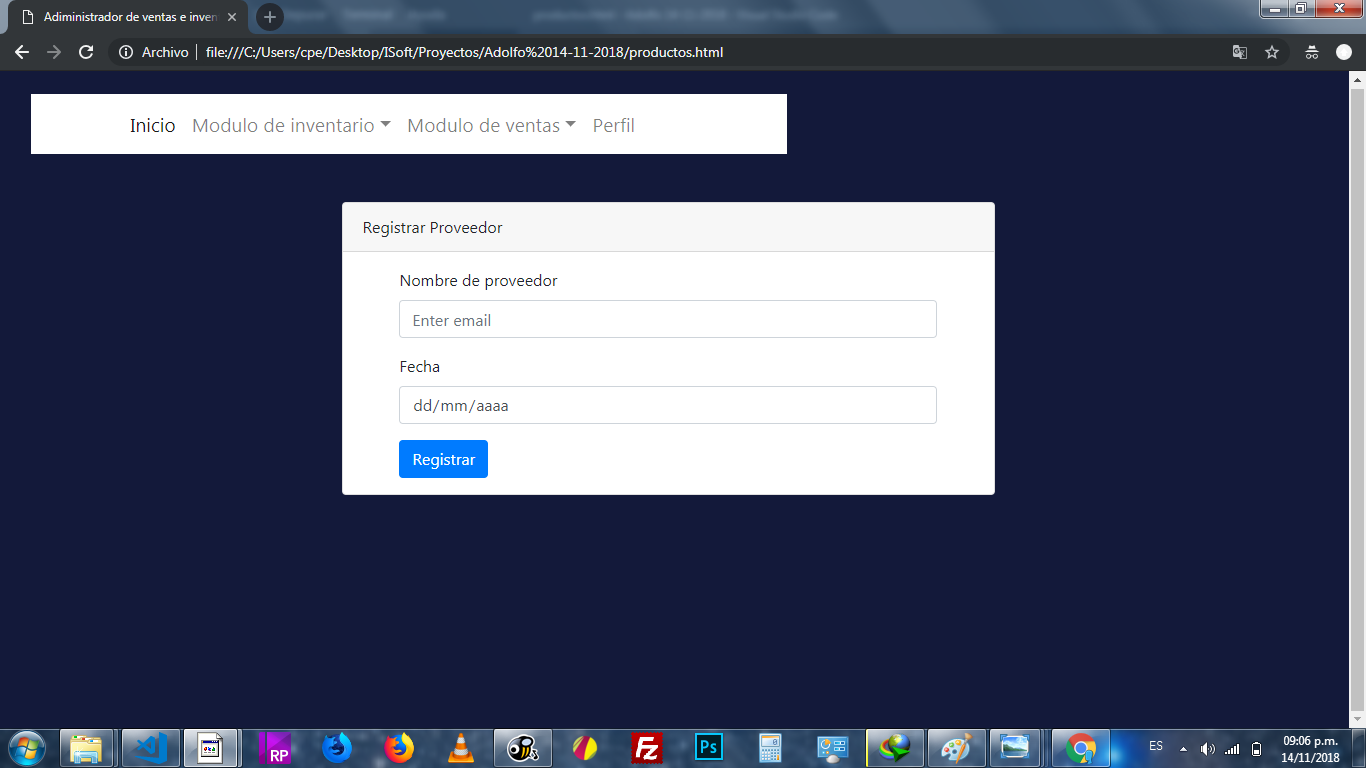 Adiministrador de ventas e inven
Archivo
file:///C:/Users/cpe/Desktop/ISoft/Proyectos/Adolfo%2014-11-2018/productos.html
Inicio Modulo de inventario Modulo de ventas Perfil
Registrar Proveedor
Nombre de proveedor
Enter email
Fecha
dd/mm/aaaa
Registrar
RP
Fz
Ps
ES
09:06 p.m.
14/11/2018